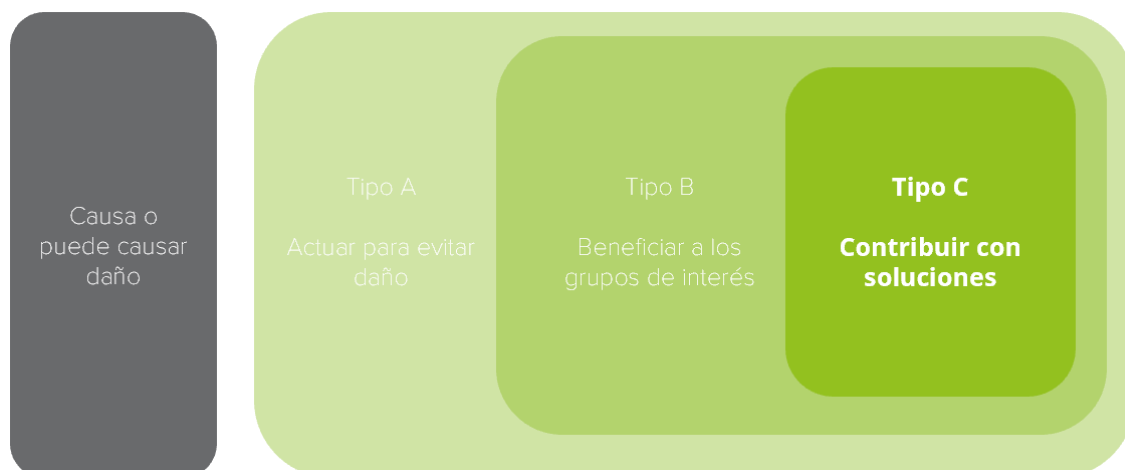 Causa o
puede causar
daño
Tipo A
Actuar para evitar
daño
Tipo B
Beneficiar a los
grupos de interés
Tipo C
Contribuir con
soluciones